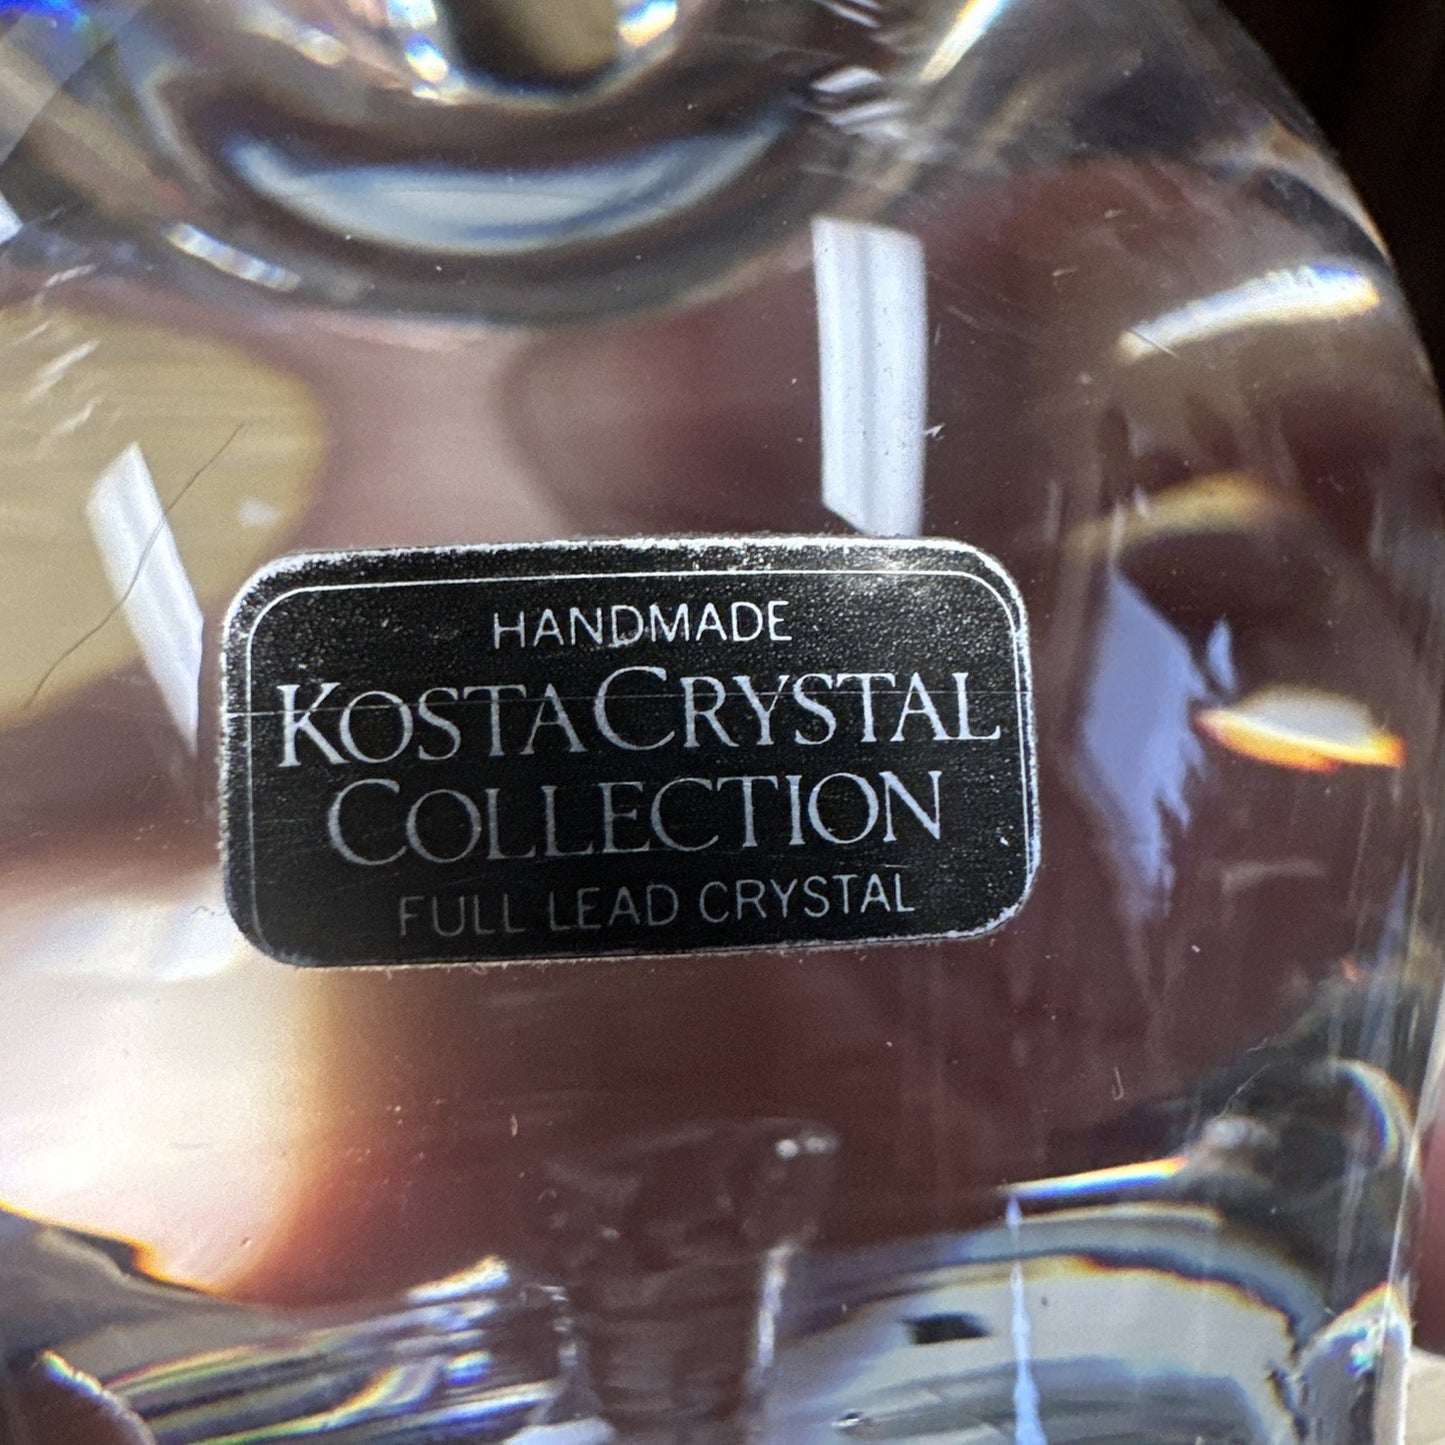 HANDMADE
KOSTA CRYSTAL
COLLECTION
FULL LEAD CRYSTAL